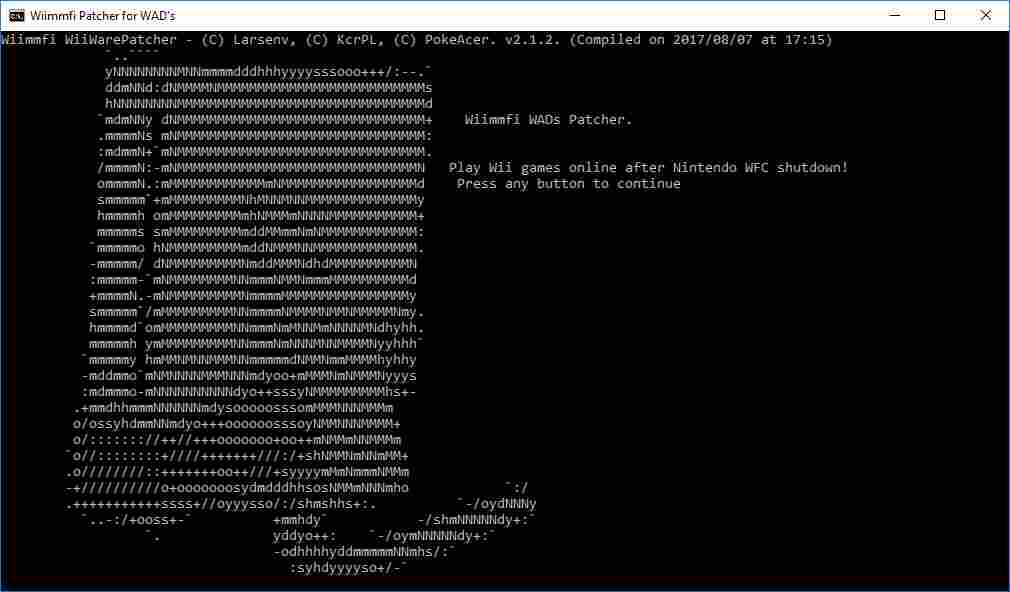 Wiimmfi Patcher for WAD's
Wiimmfi WiiWarePatcher - (C) Larsenv, (C) KcrPL, (C) PokeAcer. v2.1.2. (Compiled on 2017/08/07 at 17:15)
Wiimmfi WADs Patcher.
Play Wii games online after Nintendo WFC shutdown!
Press any button to continue